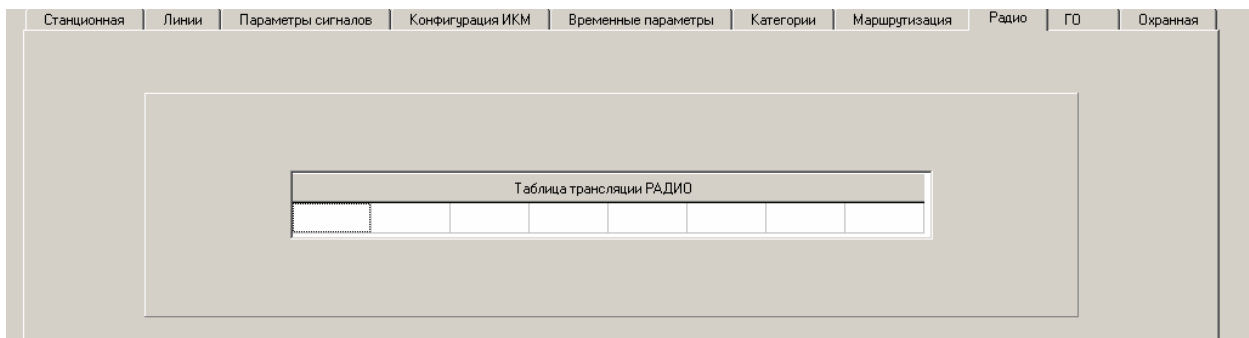 Станционная Линии Параметры сигналов Конфигурация ИКМ Временные параметры Категории Маршрутизация Радио ГО Охранная
Таблица трансляции РАДИО